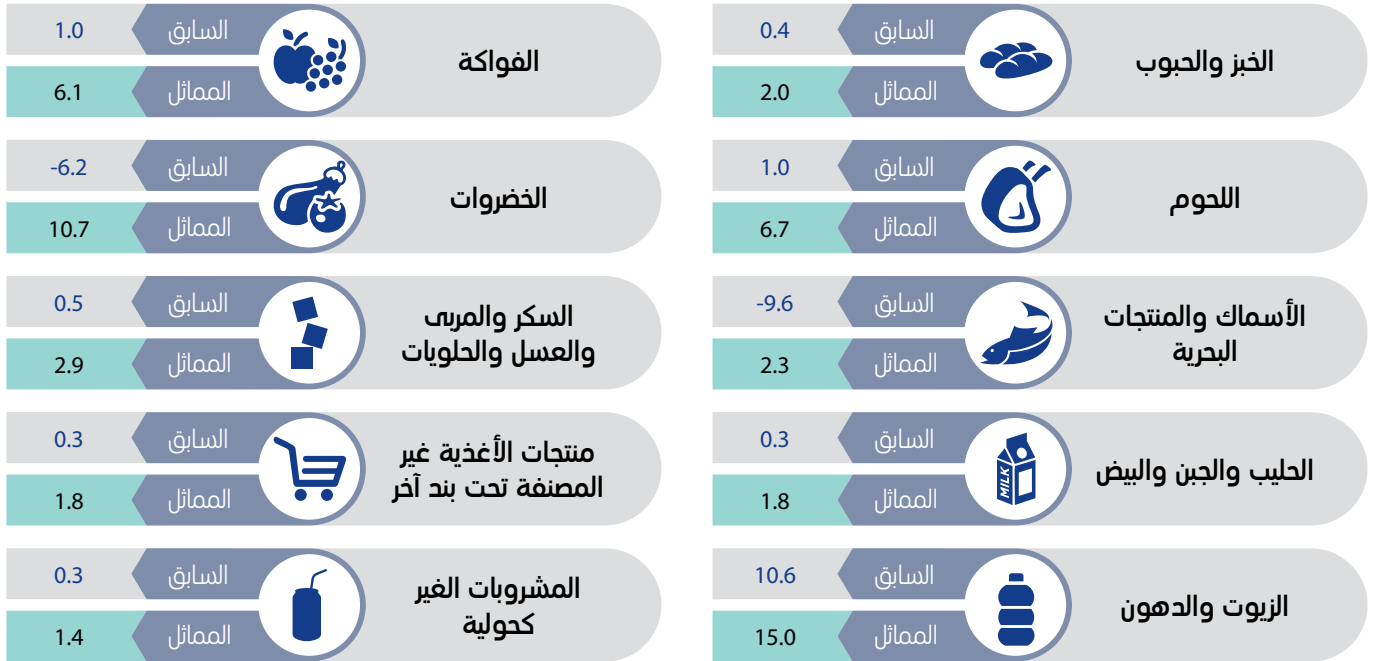 الخبز والحبوب
السابق
0.4
المماثل
2.0
اللحوم
السابق
1.0
المماثل
6.7
الأسماك والمنتجات
البحرية
السابق
-9.6
المماثل
2.3
الحليب والجبن والبيض
MILK
السابق
0.3
المماثل
1.8
الزيوت والدهون
السابق
10.6
المماثل
15.0
الفواكة
السابق
1.0
المماثل
6.1
الخضروات
السابق
-6.2
المماثل
10.7
السكر والمربى
والعسل والحلويات
السابق
0.5
المماثل
2.9
منتجات الأغذية غير
المصنفة تحت بند آخر
السابق
0.3
المماثل
1.8
المشروبات الغير
كحولية
السابق
0.3
المماثل
1.4